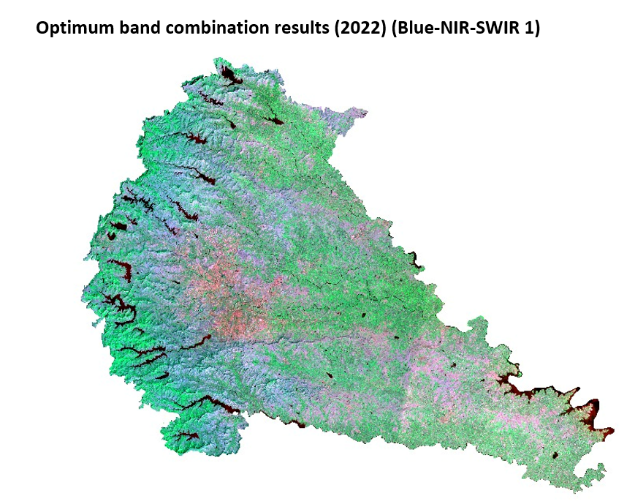 Optimum band combination results (2022) (Blue-NIR-SWIR 1)